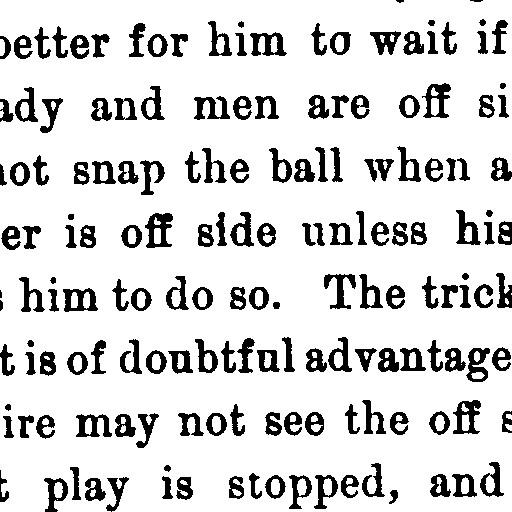 better for him to wait if
ady and men are off si
not snap the ball when a
er is off side unless his
s him to do so. The trick
t is of doubtful advantage
ire may not see the off s
t play is stopped, and